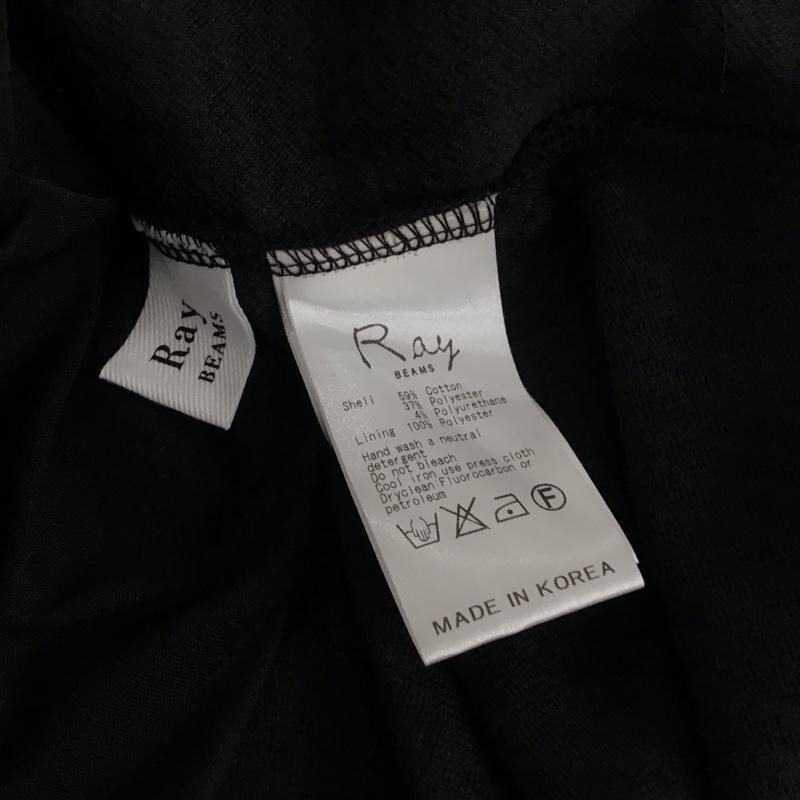 Ray
BEAMS
Ray
BEAMS
Shell 59% Cotton
37% Polyester
4% Polyurethane
Lining 100% Polyester
Hand wash a neutral
detergent
Do not bleach
Cool iron use press cloth
Dryclean:Fluorocarbon or
petroleum
F
MADE IN KOREA